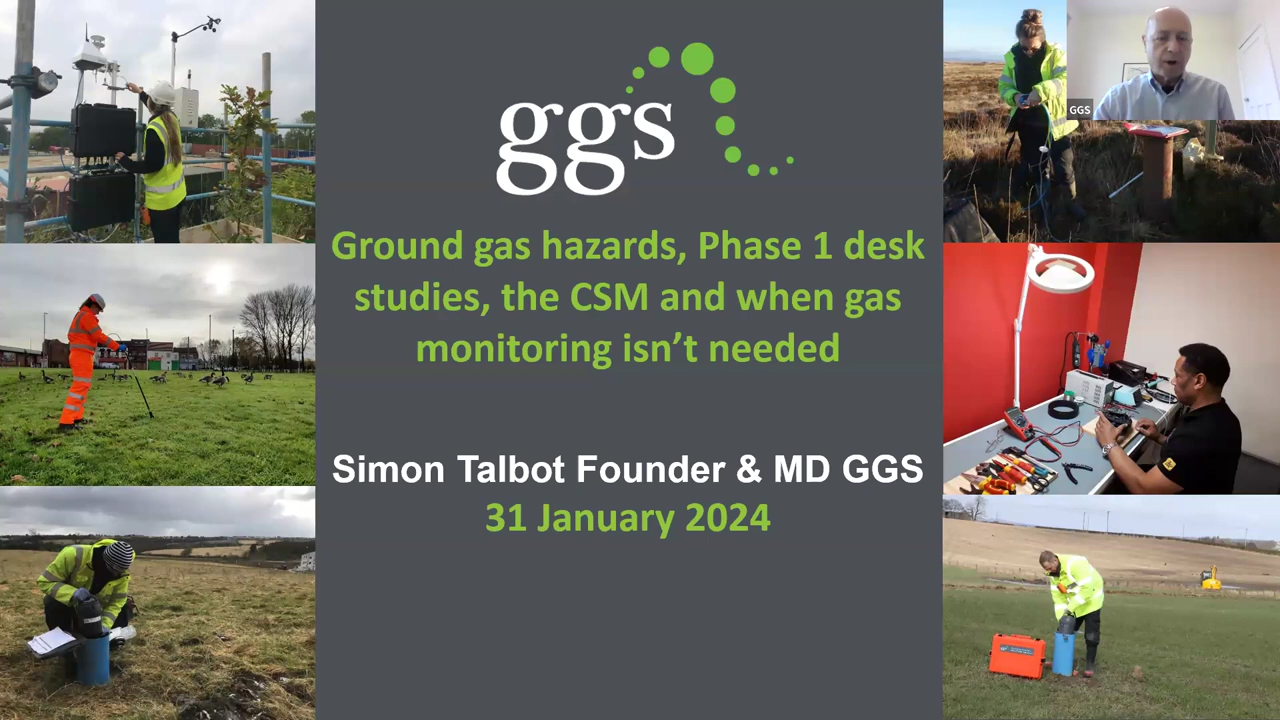 ggs
Ground gas hazards, Phase 1 desk
studies, the CSM and when gas
monitoring isn’t needed
Simon Talbot Founder & MD GGS
31 January 2024
GGS